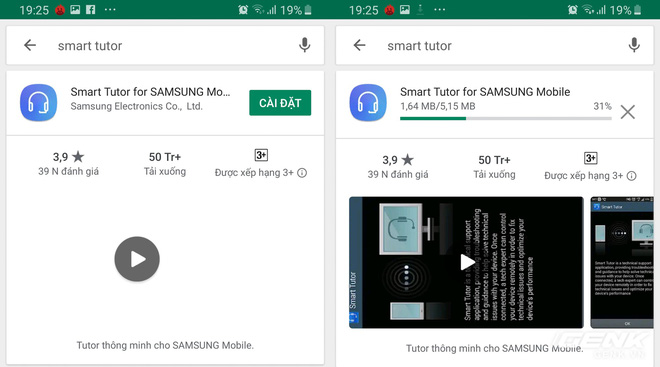 19:25
19%
smart tutor
Smart Tutor for SAMSUNG Mo...
Samsung Electronics Co., Ltd.
CÀI ĐẶT
3,9 ★
39 N đánh giá
50 Tr+
Tải xuống
3+
Được xếp hạng 3+
Tutor thông minh cho SAMSUNG Mobile.
19:25
19%
smart tutor
Smart Tutor for SAMSUNG Mobile
1,64 MB/5,15 MB
31%
3,9 ★
39 N đánh giá
50 Tr+
Tải xuống
3+
Được xếp hạng 3+
Smart Tutor
Smart Tutor is a technical support
application, providing troubleshooting
and guidance to help solve technical
issues with your device. Once
connected, a tech expert can control
your device remotely in order to fix
technical issues and optimize your
device's performance
Smart Tutor
Smart Tutor is a technical support
application, providing troubleshooting
and guidance to help solve technical
issues with your device. Once
connected, a tech expert can control
your device remotely in order to fix
technical issues and optimize your
device's performance
OK
Tutor thông minh cho SAMSUNG Mobile.
GENK